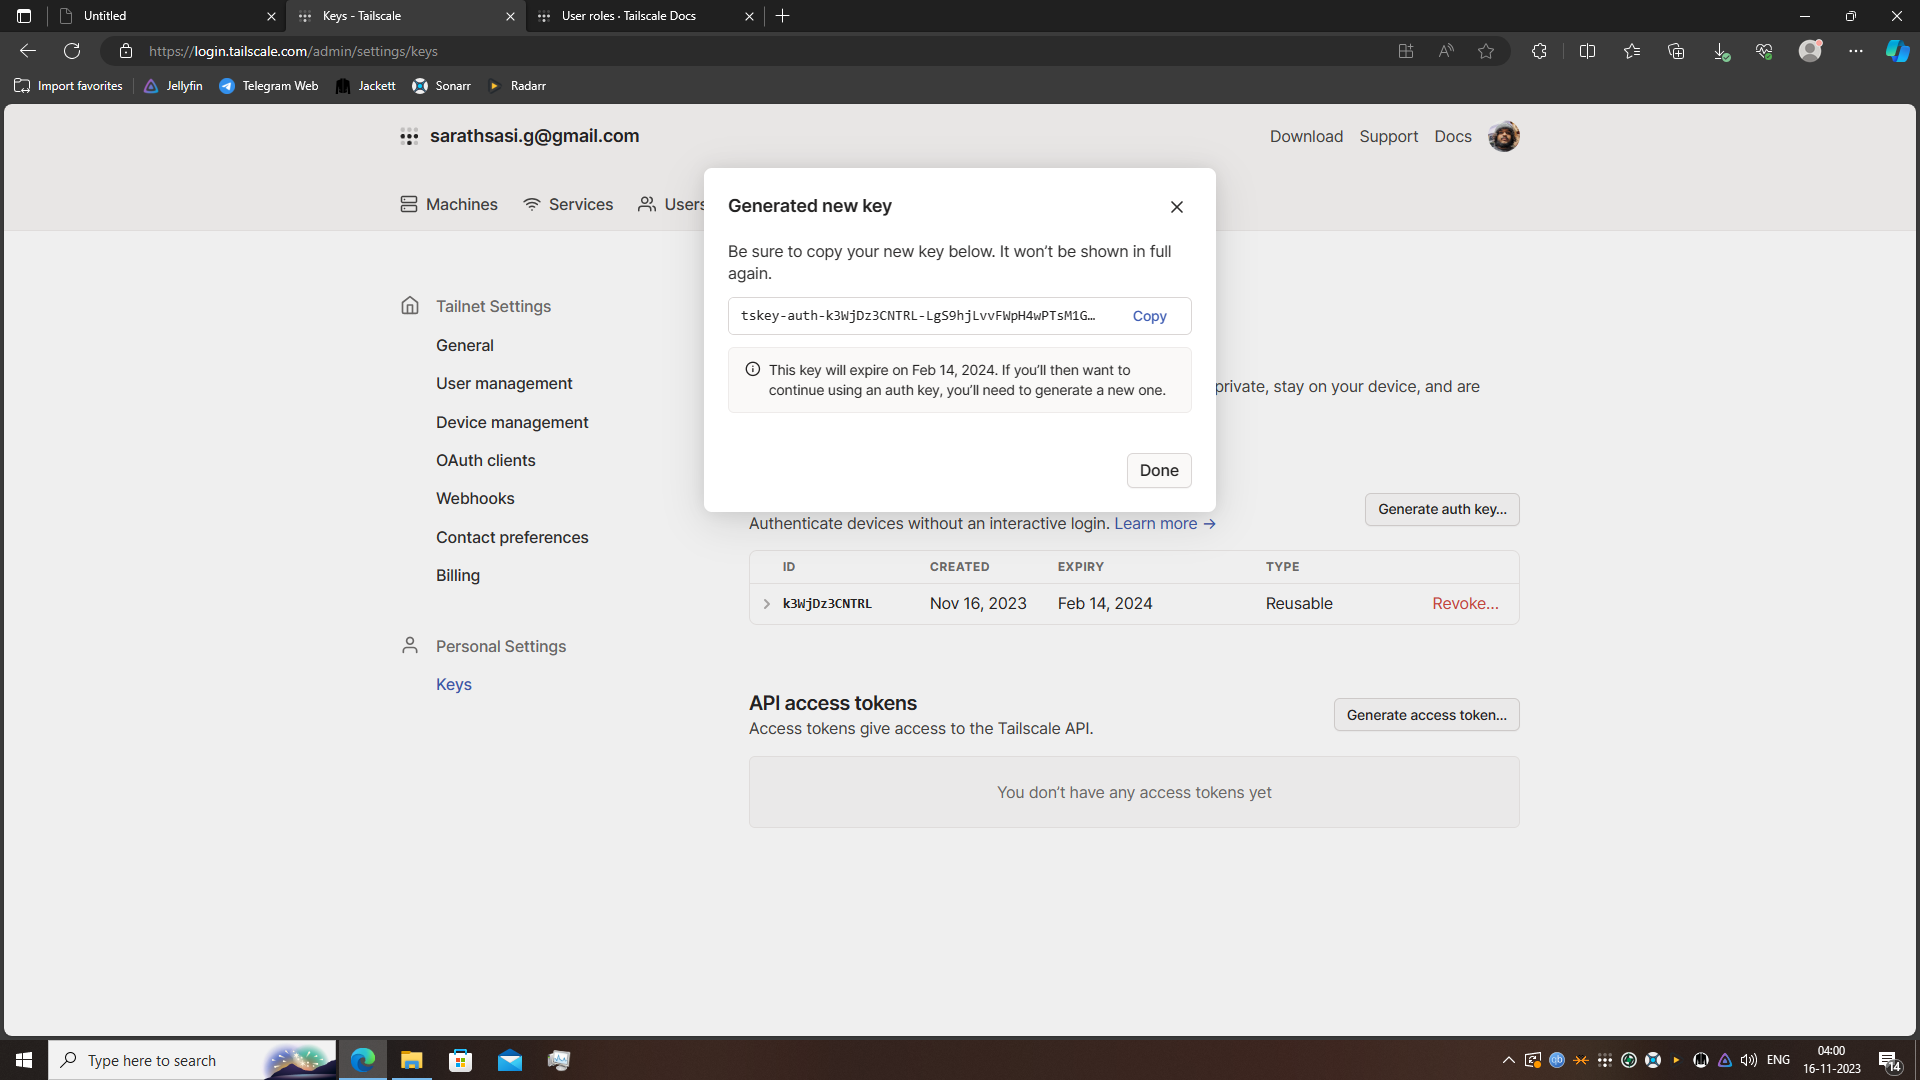 Untitled
Keys - Tailscale
User roles · Tailscale Docs
https://login.tailscale.com/admin/settings/keys
Import favorites
Jellyfin
Telegram Web
Jackett
Sonarr
Radarr
sarathsasi.g@gmail.com
Download
Support
Docs
Machines
Services
Users
Generated new key
Be sure to copy your new key below. It won’t be shown in full
again.
tskey-auth-k3WjDz3CNTRL-LgS9hjLvvFWpH4wPTsM1G…
Copy
This key will expire on Feb 14, 2024. If you’ll then want to
continue using an auth key, you’ll need to generate a new one.
Done
Tailnet Settings
General
User management
Device management
OAuth clients
Webhooks
Contact preferences
Billing
Personal Settings
Keys
private, stay on your device, and are
Authenticate devices without an interactive login. Learn more →
Generate auth key...
ID CREATED EXPIRY TYPE
k3WjDz3CNTRL Nov 16, 2023 Feb 14, 2024 Reusable Revoke...
API access tokens
Access tokens give access to the Tailscale API.
Generate access token...
You don’t have any access tokens yet
Type here to search
ENG
04:00
16-11-2023
14